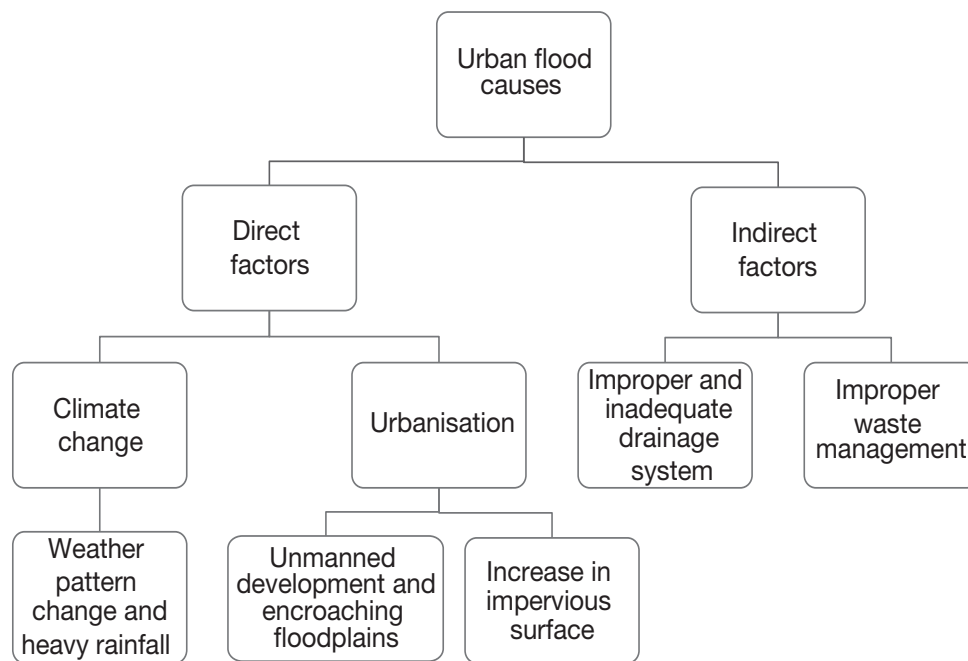 Urban flood
causes
Direct
factors
Indirect
factors
Climate
change
Urbanisation
Improper and
inadequate
drainage
system
Improper
waste
management
Weather
pattern
change and
heavy rainfall
Unmanned
development and
encroaching
floodplains
Increase in
impervious
surface